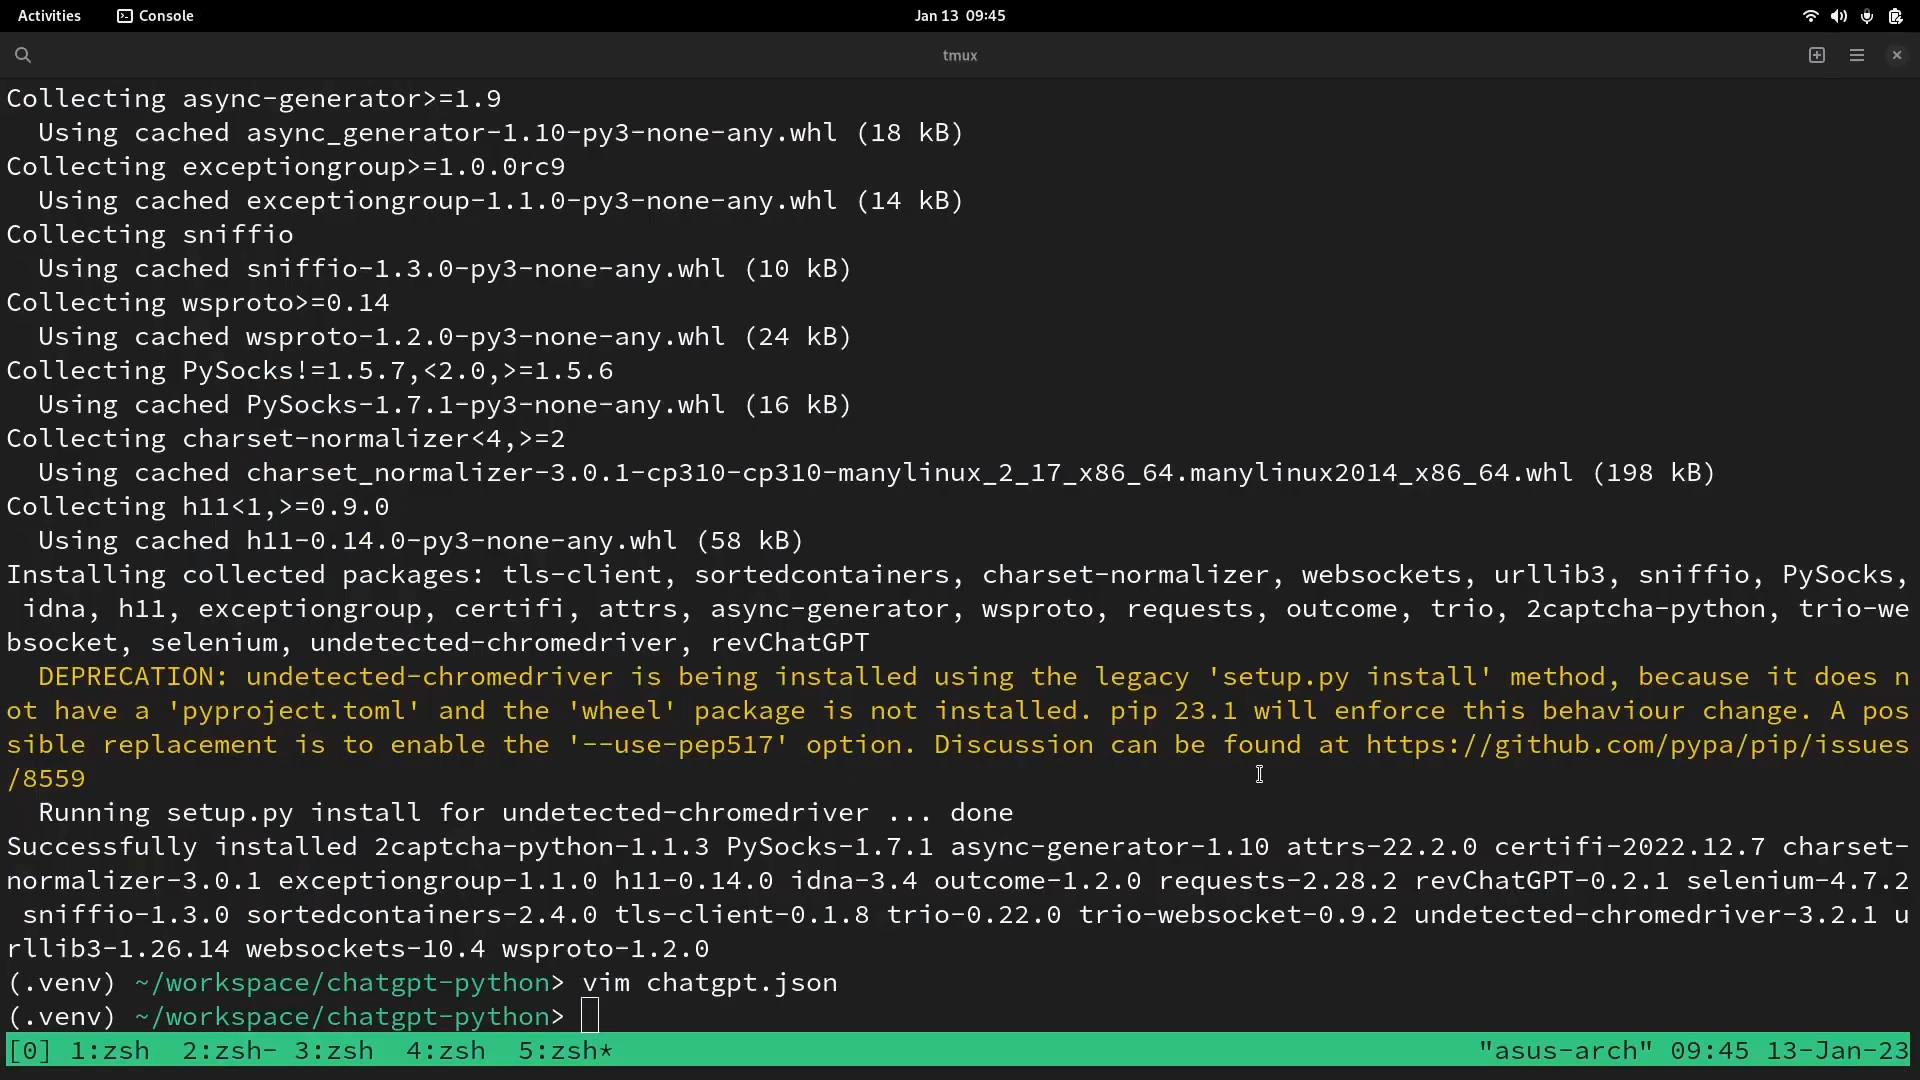 Activities
Console
Jan 13 09:45
tmux
Collecting async-generator>=1.9
  Using cached async_generator-1.10-py3-none-any.whl (18 kB)
Collecting exceptiongroup>=1.0.0rc9
  Using cached exceptiongroup-1.1.0-py3-none-any.whl (14 kB)
Collecting sniffio
  Using cached sniffio-1.3.0-py3-none-any.whl (10 kB)
Collecting wsproto>=0.14
  Using cached wsproto-1.2.0-py3-none-any.whl (24 kB)
Collecting PySocks!=1.5.7,<2.0,>=1.5.6
  Using cached PySocks-1.7.1-py3-none-any.whl (16 kB)
Collecting charset-normalizer<4,>=2
  Using cached charset_normalizer-3.0.1-cp310-cp310-manylinux_2_17_x86_64.manylinux2014_x86_64.whl (198 kB)
Collecting h11<1,>=0.9.0
  Using cached h11-0.14.0-py3-none-any.whl (58 kB)
Installing collected packages: tls-client, sortedcontainers, charset-normalizer, websockets, urllib3, sniffio, PySocks,
 idna, h11, exceptiongroup, certifi, attrs, async-generator, wsproto, requests, outcome, trio, 2captcha-python, trio-we
bsocket, selenium, undetected-chromedriver, revChatGPT
  DEPRECATION: undetected-chromedriver is being installed using the legacy 'setup.py install' method, because it does n
ot have a 'pyproject.toml' and the 'wheel' package is not installed. pip 23.1 will enforce this behaviour change. A pos
sible replacement is to enable the '--use-pep517' option. Discussion can be found at https://github.com/pypa/pip/issues
/8559
  Running setup.py install for undetected-chromedriver ... done
Successfully installed 2captcha-python-1.1.3 PySocks-1.7.1 async-generator-1.10 attrs-22.2.0 certifi-2022.12.7 charset-
normalizer-3.0.1 exceptiongroup-1.1.0 h11-0.14.0 idna-3.4 outcome-1.2.0 requests-2.28.2 revChatGPT-0.2.1 selenium-4.7.2
 sniffio-1.3.0 sortedcontainers-2.4.0 tls-client-0.1.8 trio-0.22.0 trio-websocket-0.9.2 undetected-chromedriver-3.2.1 u
rllib3-1.26.14 websockets-10.4 wsproto-1.2.0
(.venv) ~/workspace/chatgpt-python> vim chatgpt.json
(.venv) ~/workspace/chatgpt-python>
[0] 1:zsh  2:zsh- 3:zsh  4:zsh  5:zsh* "asus-arch" 09:45 13-Jan-23